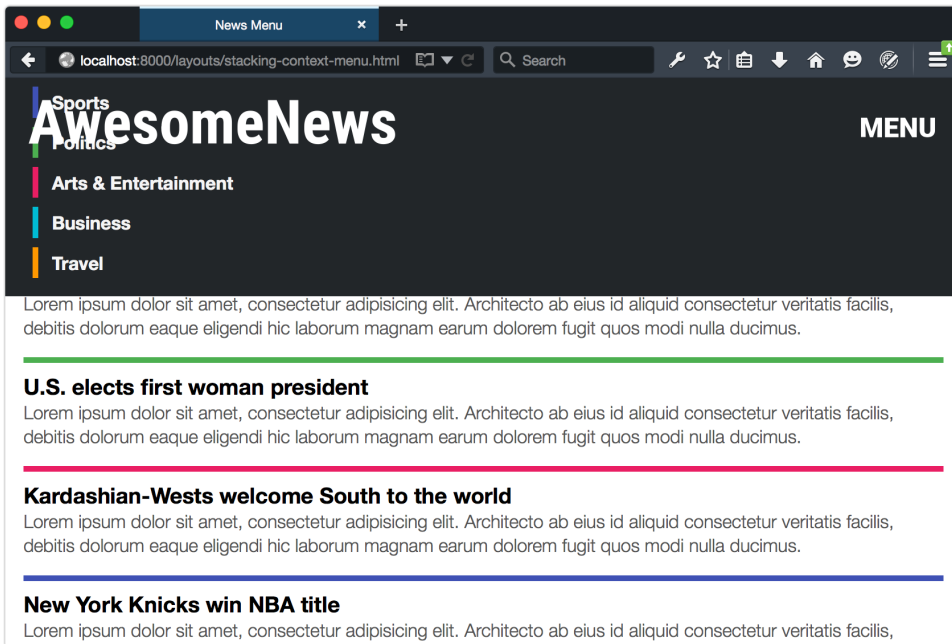 News Menu
localhost:8000/layouts/stacking-context-menu.html
Search
Sports
AwesomeNews
MENU
Politics
Arts & Entertainment
Business
Travel
Lorem ipsum dolor sit amet, consectetur adipisicing elit. Architecto ab eius id aliquid consectetur veritatis facilis,
debitis dolorum eaque eligendi hic laborum magnam earum dolorem fugit quos modi nulla ducimus.
U.S. elects first woman president
Lorem ipsum dolor sit amet, consectetur adipisicing elit. Architecto ab eius id aliquid consectetur veritatis facilis,
debitis dolorum eaque eligendi hic laborum magnam earum dolorem fugit quos modi nulla ducimus.
Kardashian-Wests welcome South to the world
Lorem ipsum dolor sit amet, consectetur adipisicing elit. Architecto ab eius id aliquid consectetur veritatis facilis,
debitis dolorum eaque eligendi hic laborum magnam earum dolorem fugit quos modi nulla ducimus.
New York Knicks win NBA title
Lorem ipsum dolor sit amet, consectetur adipisicing elit. Architecto ab eius id aliquid consectetur veritatis facilis,